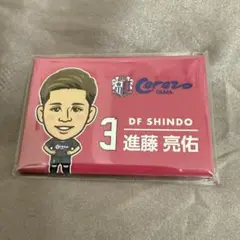 Cerezo
OSAKA
DF SHINDO
3 進藤 亮佑